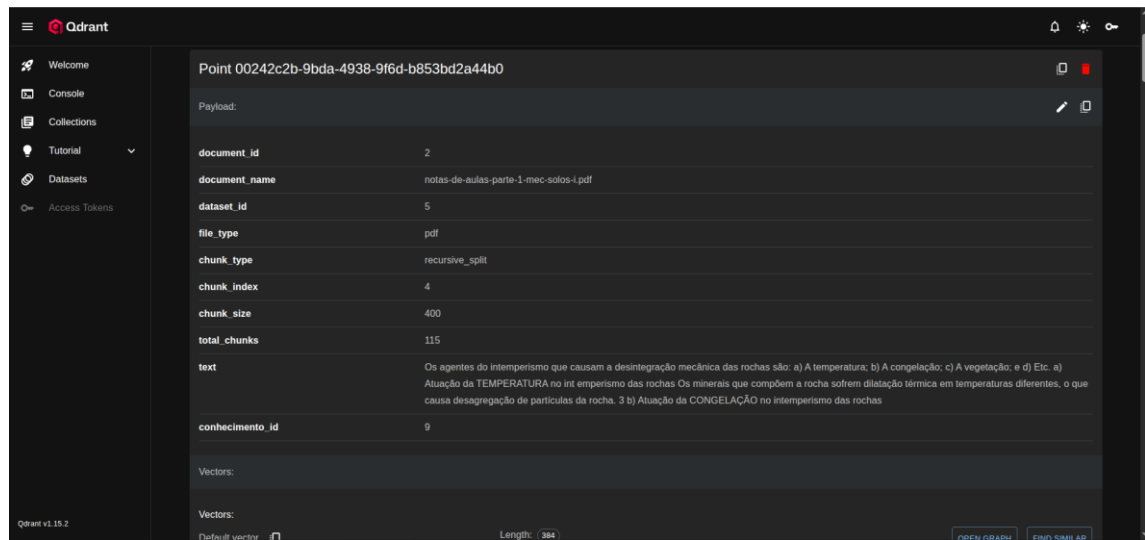 Qdrant
Welcome
Console
Collections
Tutorial
Datasets
Access Tokens
Qdrant v1.15.2
Point 00242c2b-9bda-4938-9f6d-b853bd2a44b0
Payload:
document_id 2
document_name notas-de-aulas-parte-1-mec-solos-i.pdf
dataset_id 5
file_type pdf
chunk_type recursive_split
chunk_index 4
chunk_size 400
total_chunks 115
text Os agentes do intemperismo que causam a desintegração mecânica das rochas são: a) A temperatura; b) A congelação; c) A vegetação; e d) Etc. a)
Atuação da TEMPERATURA no int emperismo das rochas Os minerais que compõem a rocha sofrem dilatação térmica em temperaturas diferentes, o que
causa desagregação de partículas da rocha. 3 b) Atuação da CONGELAÇÃO no intemperismo das rochas
conhecimento_id 9
Vectors:
Vectors:
Default vector Length: 384 OPEN GRAPH FIND SIMILAR